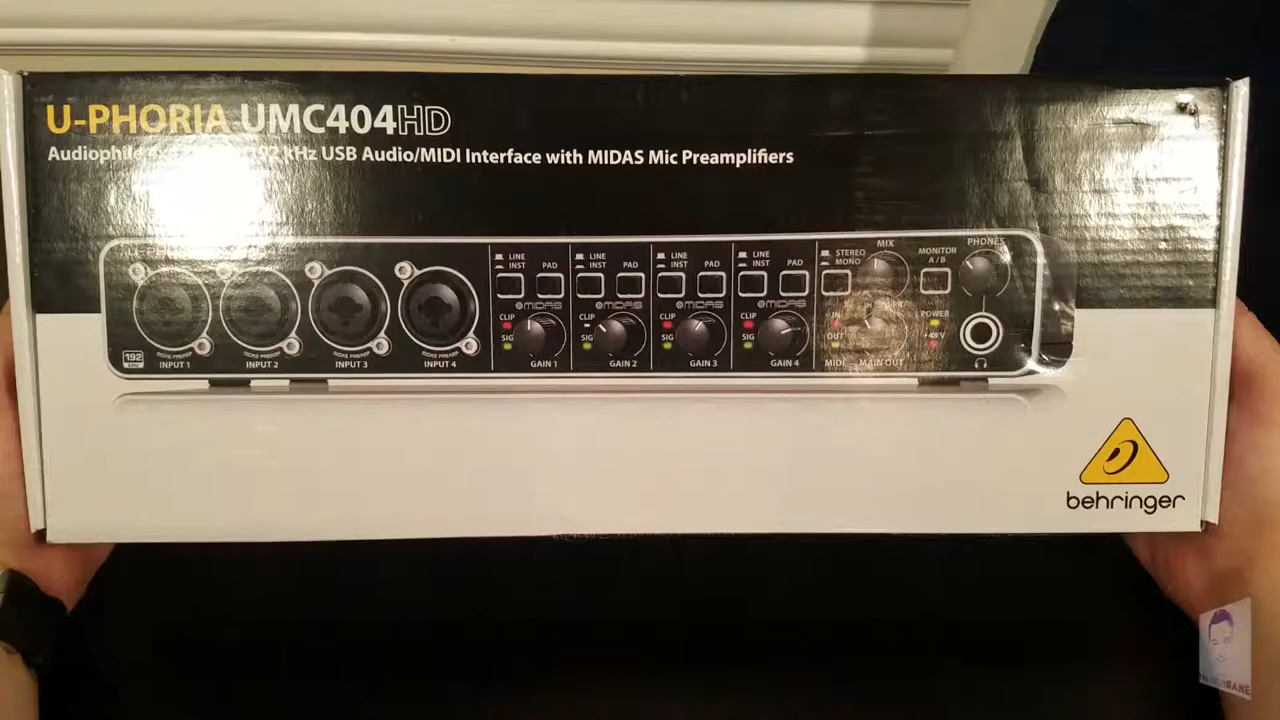 U-PHORIA UMC404HD
Audiophile kHz USB Audio/MIDI Interface with MIDAS Mic Preamplifiers
LINE
INST
PAD
LINE
INST
PAD
LINE
INST
PAD
LINE
INST
PAD
STEREO
MONO
MIX
MONITOR
A / B
PHONES
MIDAS
MIDAS
MIDAS
MIDAS
CLIP
SIG
CLIP
SIG
CLIP
SIG
CLIP
SIG
IN
OUT
POWER
+48V
192
kHz
MIDAS PREAMP
MIDAS PREAMP
MIDAS PREAMP
MIDAS PREAMP
INPUT 1
INPUT 2
INPUT 3
INPUT 4
GAIN 1
GAIN 2
GAIN 3
GAIN 4
MIDI
MAIN OUT
behringer